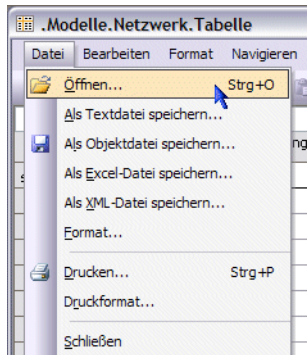 .Modelle.Netzwerk.Tabelle
Datei Bearbeiten Format Navigieren
Öffnen... Strg+O
Als Textdatei speichern...
Als Objektdatei speichern...
Als Excel-Datei speichern...
Als XML-Datei speichern...
Format...
Drucken... Strg+P
Druckformat...
Schließen